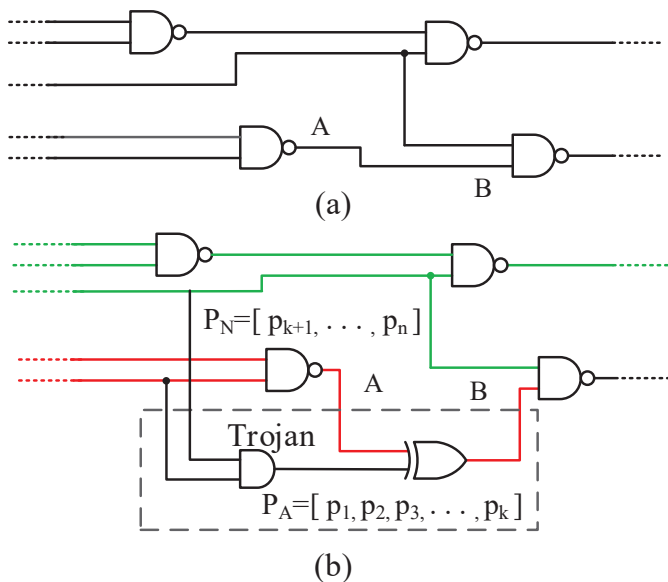 A
B
(a)
P_N=[ p_{k+1}, . . . , p_n ]
A
B
Trojan
P_A=[ p_1, p_2, p_3, . . . , p_k ]
(b)